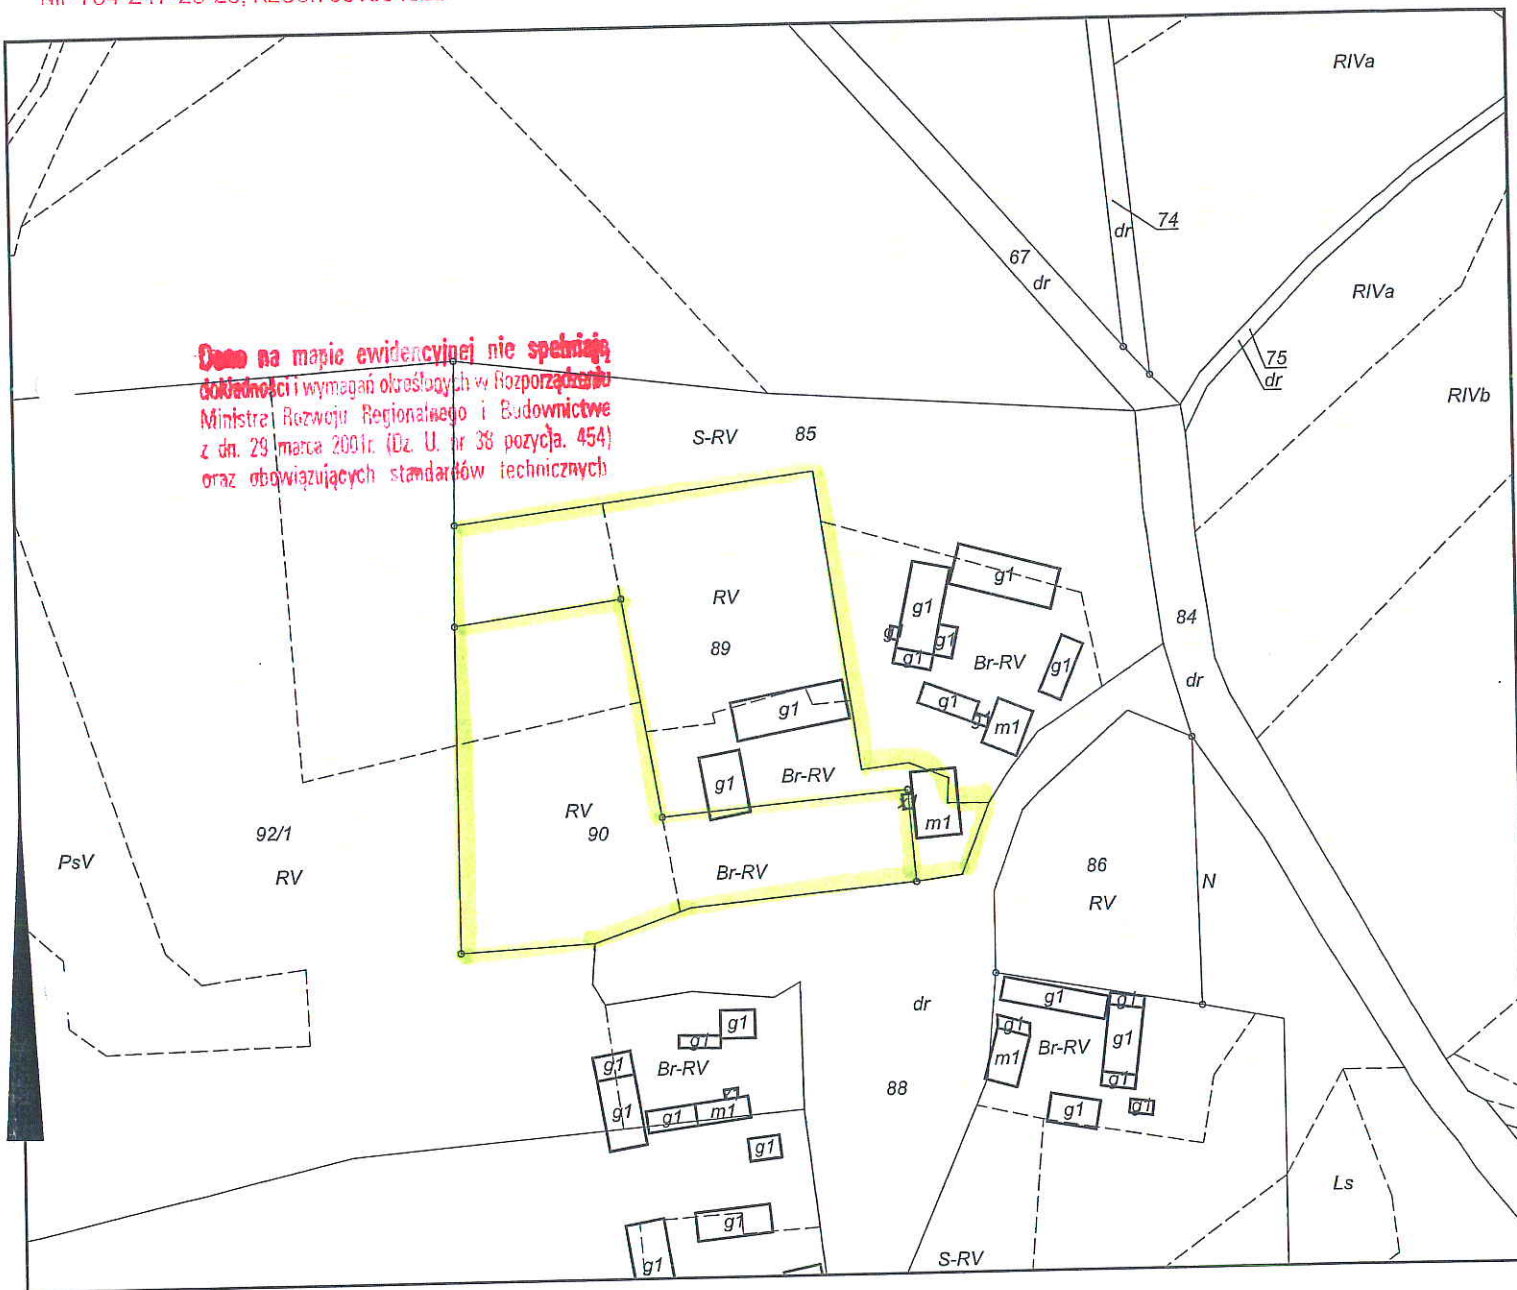 RIVa
74
dr
67
dr
RIVa
75
dr
RIVb
Dane na mapie ewidencyjnej nie spełniają
dokładności i wymagań określonych w Rozporządzeniu
Ministra Rozwoju Regionalnego i Budownictwa
z dn. 29 marca 2001r. (Dz. U. nr 38 pozycja. 454)
oraz obowiązujących standardów technicznych
S-RV 85
g1
g1
RV
84
g1
g1
89
g1
Br-RV
g1
dr
g1
g1
g1
m1
Br-RV
g1
RV
92/1
90
m1
PsV
86
RV
Br-RV
N
RV
g1
g1
dr
g1
g1
g1
g1
Br-RV
m1
g1
Br-RV
g1
g1
88
g1
g1
g1
g1
m1
g1
Ls
g1
S-RV
g1